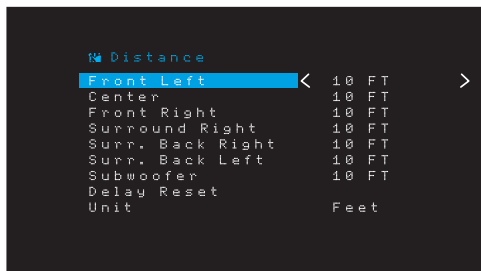 Distance
Front Left < 10 FT >
Center 10 FT
Front Right 10 FT
Surround Right 10 FT
Surr. Back Right 10 FT
Surr. Back Left 10 FT
Subwoofer 10 FT
Delay Reset
Unit Feet